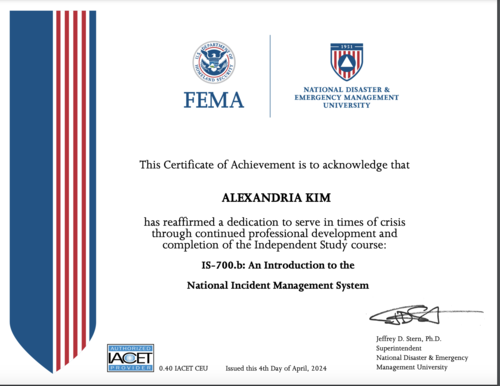 U.S. DEPARTMENT OF HOMELAND SECURITY
FEMA
1951
NATIONAL DISASTER &
EMERGENCY MANAGEMENT
UNIVERSITY
This Certificate of Achievement is to acknowledge that
ALEXANDRIA KIM
has reaffirmed a dedication to serve in times of crisis
through continued professional development and
completion of the Independent Study course:
IS-700.b: An Introduction to the
National Incident Management System
Jeffrey D. Stern, Ph.D.
Superintendent
National Disaster & Emergency
Management University
AUTHORIZED
IACET
PROVIDER
0.40 IACET CEU
Issued this 4th Day of April, 2024